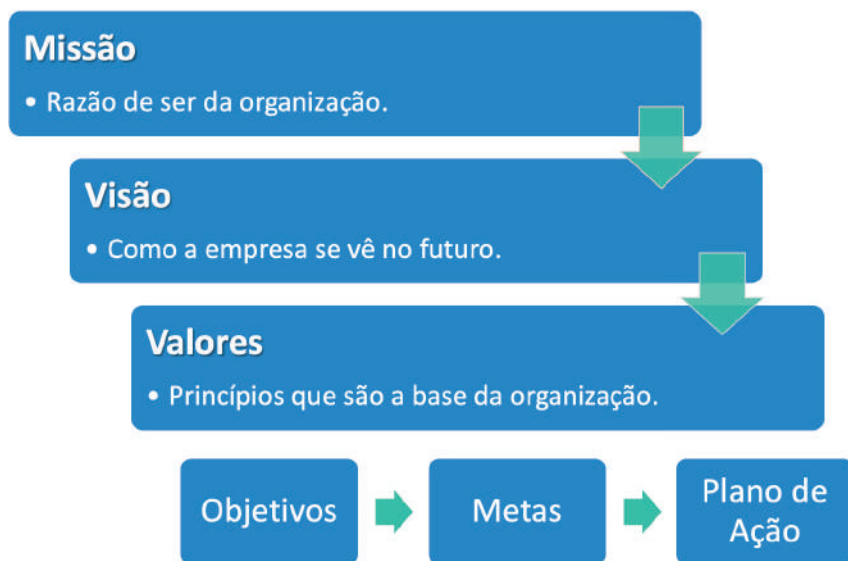 Missão
• Razão de ser da organização.
Visão
• Como a empresa se vê no futuro.
Valores
• Princípios que são a base da organização.
Objetivos
Metas
Plano de
Ação